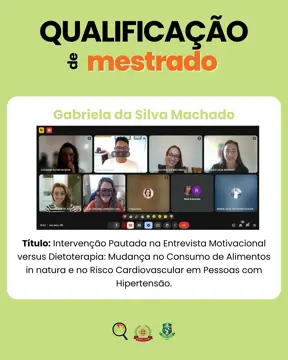 QUALIFICAÇÃO
de mestrado
Gabriela da Silva Machado
Título: Intervenção Pautada na Entrevista Motivacional
versus Dietoterapia: Mudança no Consumo de Alimentos
in natura e no Risco Cardiovascular em Pessoas com
Hipertensão.